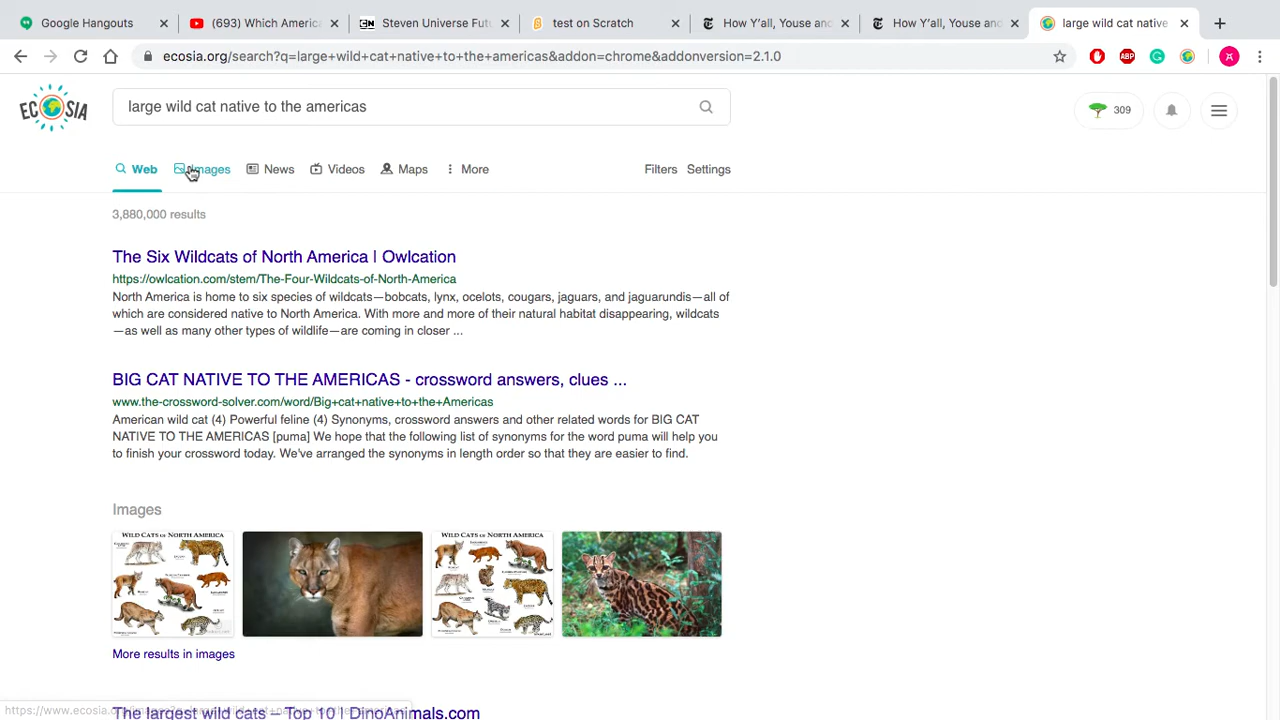 Google Hangouts
(693) Which America
Steven Universe Futu
test on Scratch
How Y'all, Youse and
How Y'all, Youse and
large wild cat native
ecosia.org/search?q=large+wild+cat+native+to+the+americas&addon=chrome&addonversion=2.1.0
ECOSIA
large wild cat native to the americas
309
Web
Images
News
Videos
Maps
More
Filters
Settings
3,880,000 results
The Six Wildcats of North America | Owlcation
https://owlcation.com/stem/The-Four-Wildcats-of-North-America
North America is home to six species of wildcats—bobcats, lynx, ocelots, cougars, jaguars, and jaguarundis—all of
which are considered native to North America. With more and more of their natural habitat disappearing, wildcats
—as well as many other types of wildlife—are coming in closer ...
BIG CAT NATIVE TO THE AMERICAS - crossword answers, clues ...
www.the-crossword-solver.com/word/Big+cat+native+to+the+Americas
American wild cat (4) Powerful feline (4) Synonyms, crossword answers and other related words for BIG CAT
NATIVE TO THE AMERICAS [puma] We hope that the following list of synonyms for the word puma will help you
to finish your crossword today. We've arranged the synonyms in length order so that they are easier to find.
Images
WILD CATS OF NORTH AMERICA
WILD CATS OF NORTH AMERICA
More results in images
The largest wild cats – Top 10 | DinoAnimals.com